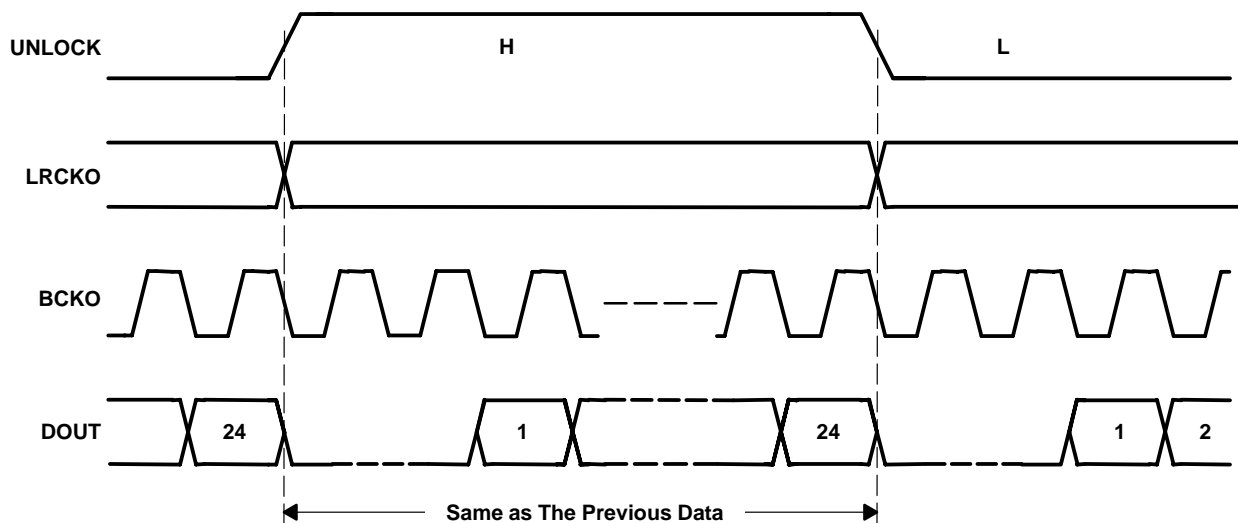 UNLOCK H L
LRCKO
BCKO
DOUT 24 1 24 1 2
Same as The Previous Data